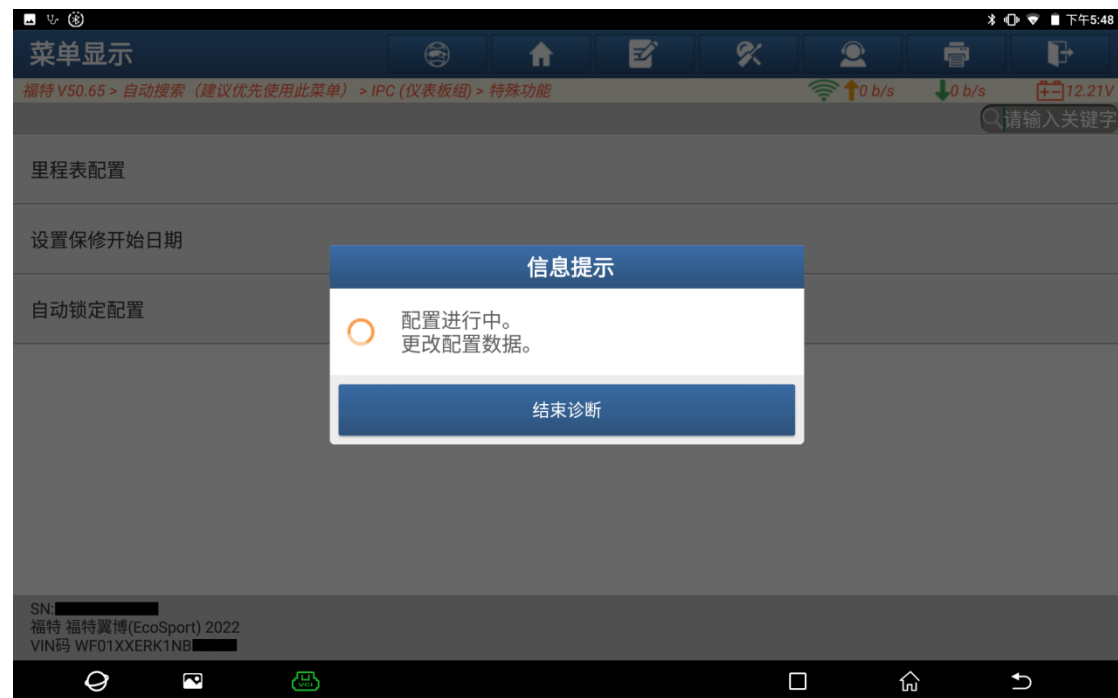 下午5:48
菜单显示
福特 V50.65 > 自动搜索（建议优先使用此菜单）> IPC (仪表板组) > 特殊功能
0 b/s
0 b/s
12.21V
请输入关键字
里程表配置
设置保修开始日期
自动锁定配置
信息提示
配置进行中。
更改配置数据。
结束诊断
SN:
福特 福特翼博(EcoSport) 2022
VIN码 WF01XXERK1NB
VCI